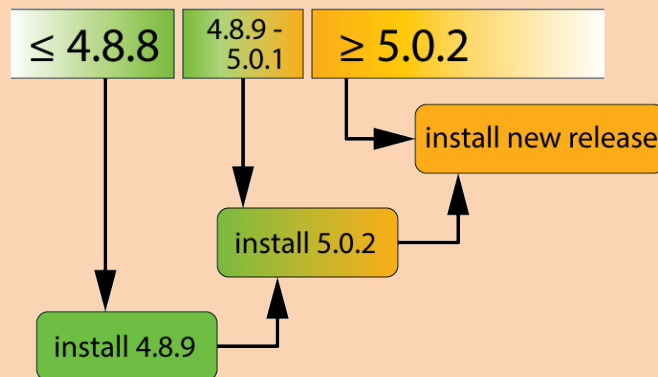 ≤ 4.8.8
4.8.9 -
5.0.1
≥ 5.0.2
install new release
install 5.0.2
install 4.8.9